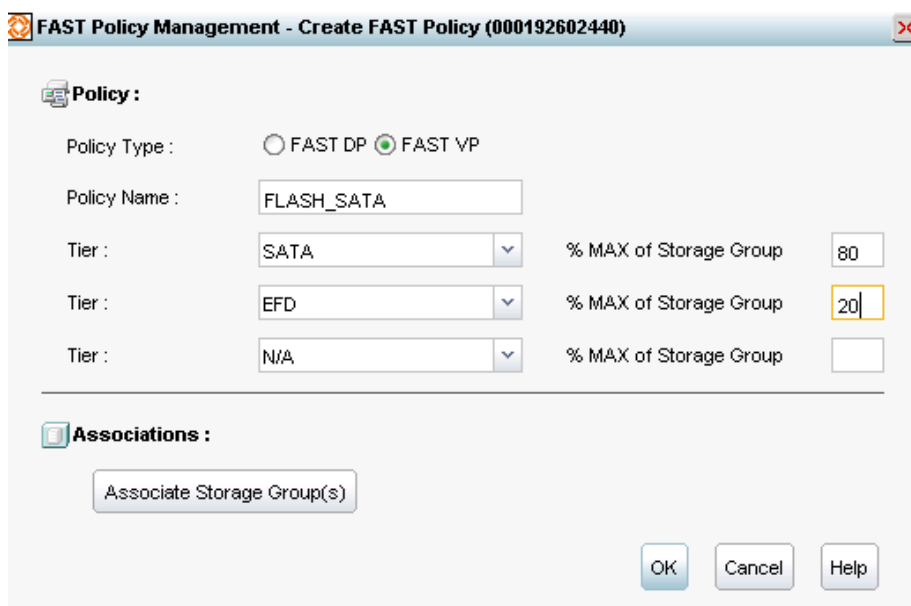 FAST Policy Management - Create FAST Policy (000192602440)
Policy :
Policy Type : FAST DP FAST VP
Policy Name : FLASH_SATA
Tier : SATA % MAX of Storage Group 80
Tier : EFD % MAX of Storage Group 20
Tier : N/A % MAX of Storage Group
Associations :
Associate Storage Group(s)
OK Cancel Help